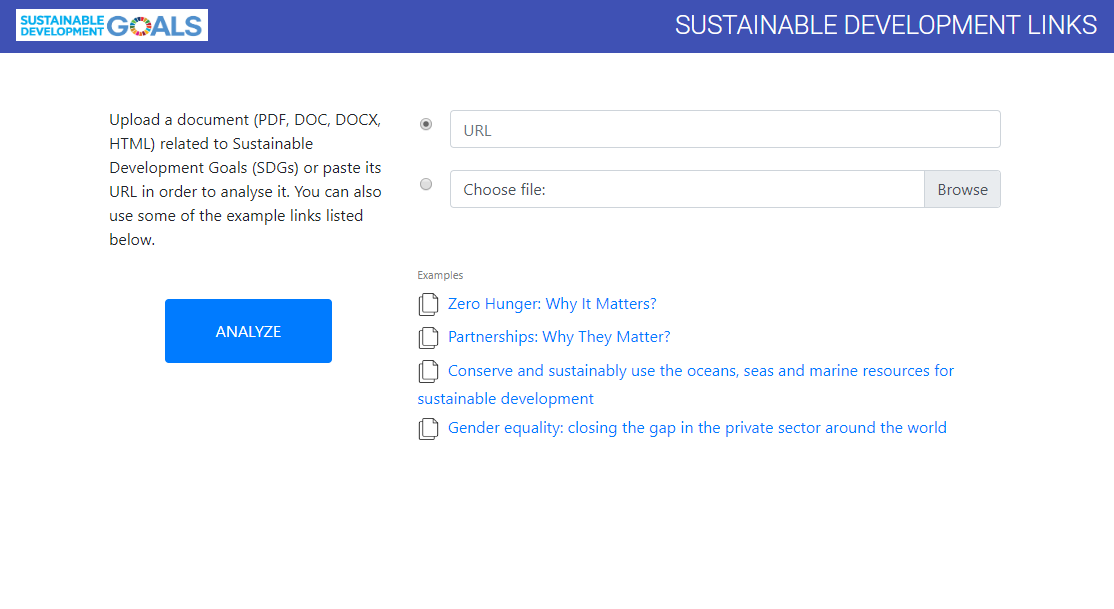 SUSTAINABLE DEVELOPMENT GOALS
SUSTAINABLE DEVELOPMENT LINKS
Upload a document (PDF, DOC, DOCX,
HTML) related to Sustainable
Development Goals (SDGs) or paste its
URL in order to analyse it. You can also
use some of the example links listed
below.
ANALYZE
URL
Choose file:
Browse
Examples
Zero Hunger: Why It Matters?
Partnerships: Why They Matter?
Conserve and sustainably use the oceans, seas and marine resources for
sustainable development
Gender equality: closing the gap in the private sector around the world